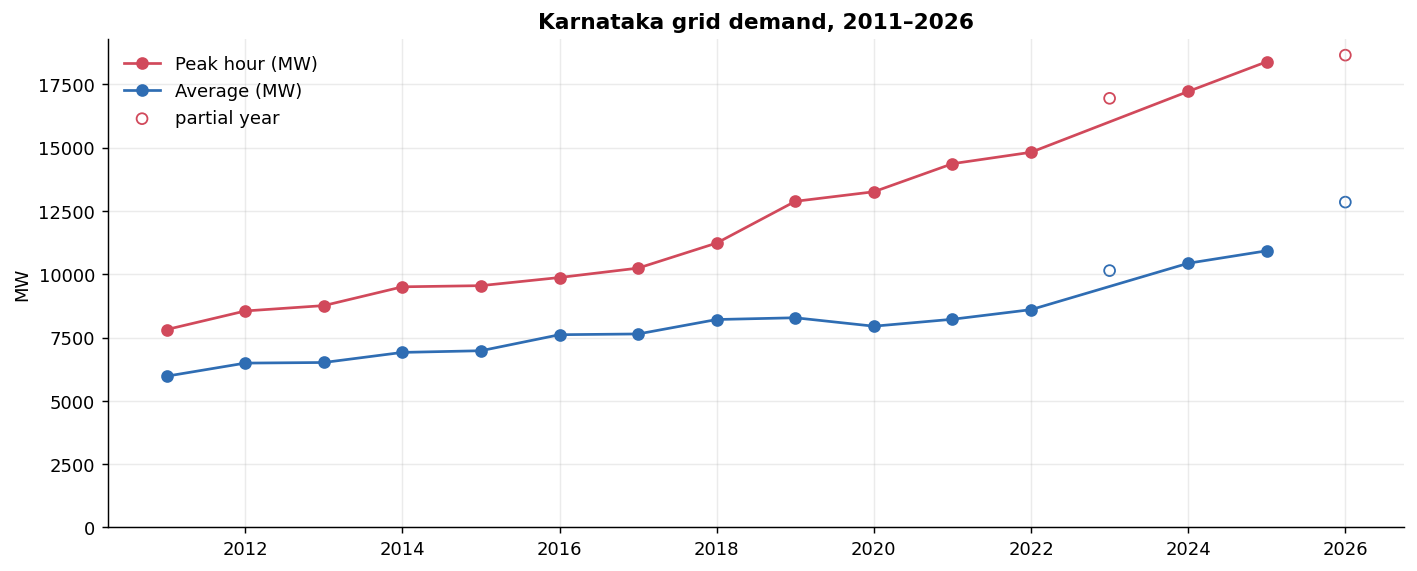 Karnataka grid demand, 2011–2026
Peak hour (MW)
Average (MW)
partial year
MW
17500
15000
12500
10000
7500
5000
2500
0
2012 2014 2016 2018 2020 2022 2024 2026